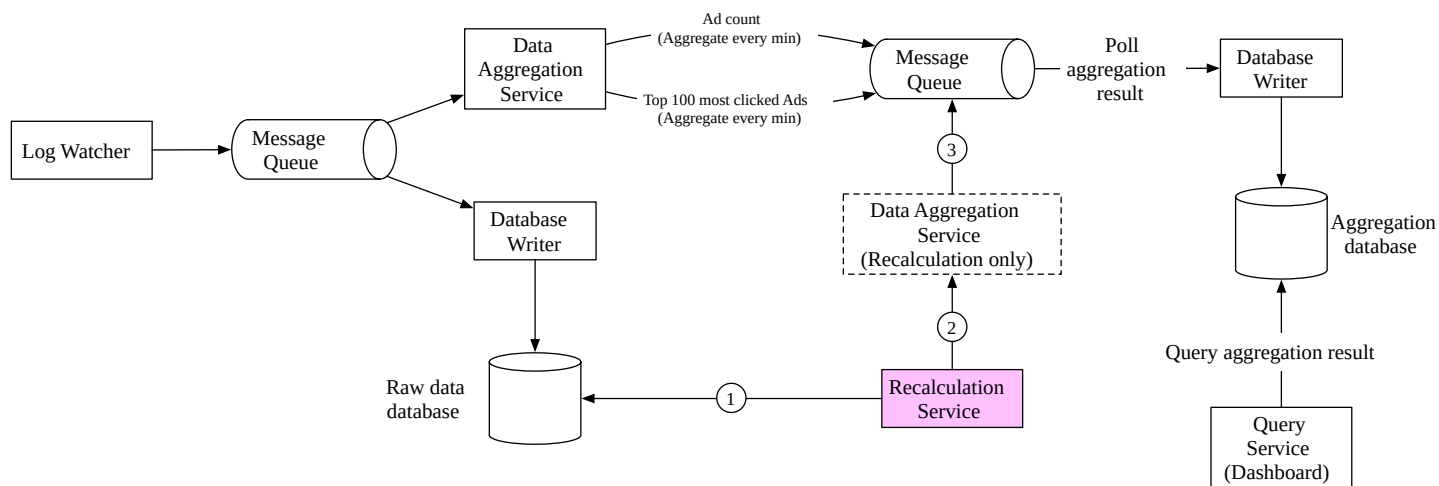 Log Watcher
Message
Queue
Data
Aggregation
Service
Ad count
(Aggregate every min)
Top 100 most clicked Ads
(Aggregate every min)
Message
Queue
Poll
aggregation
result
Database
Writer
Aggregation
database
Query aggregation result
Query
Service
(Dashboard)
Database
Writer
Raw data
database
1
Recalculation
Service
2
Data Aggregation
Service
(Recalculation only)
3